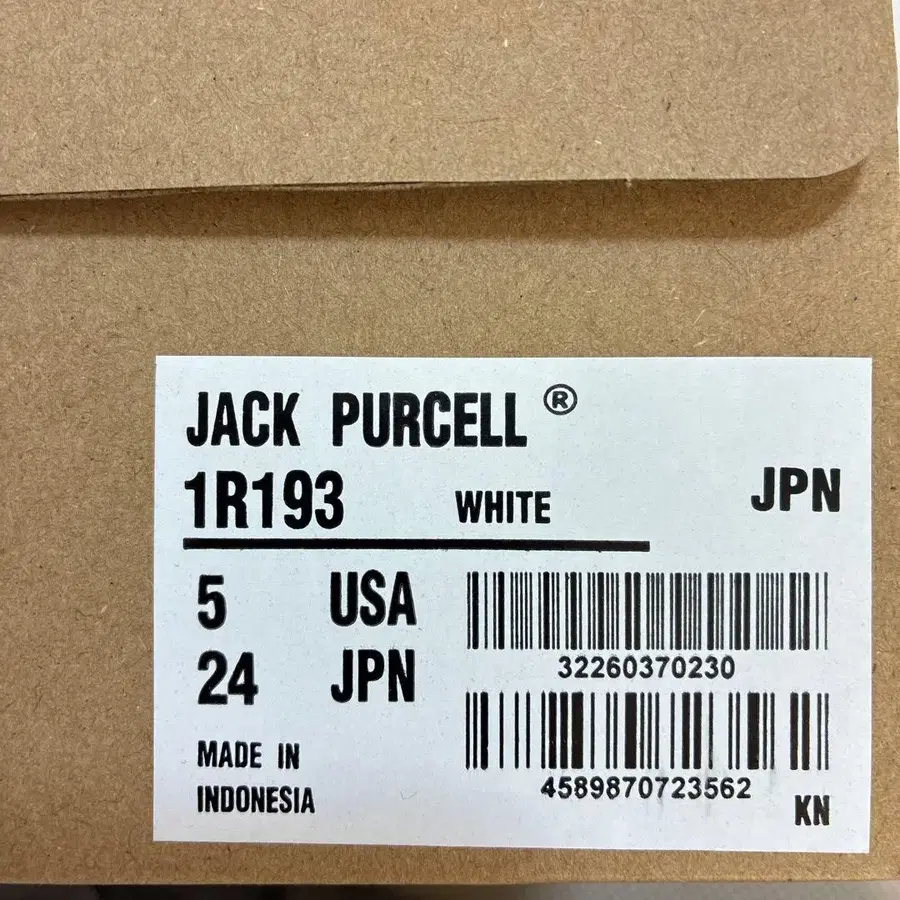 JACK PURCELL ®
1R193 WHITE JPN
5 USA
24 JPN
32260370230
4589870723562
MADE IN
INDONESIA
KN